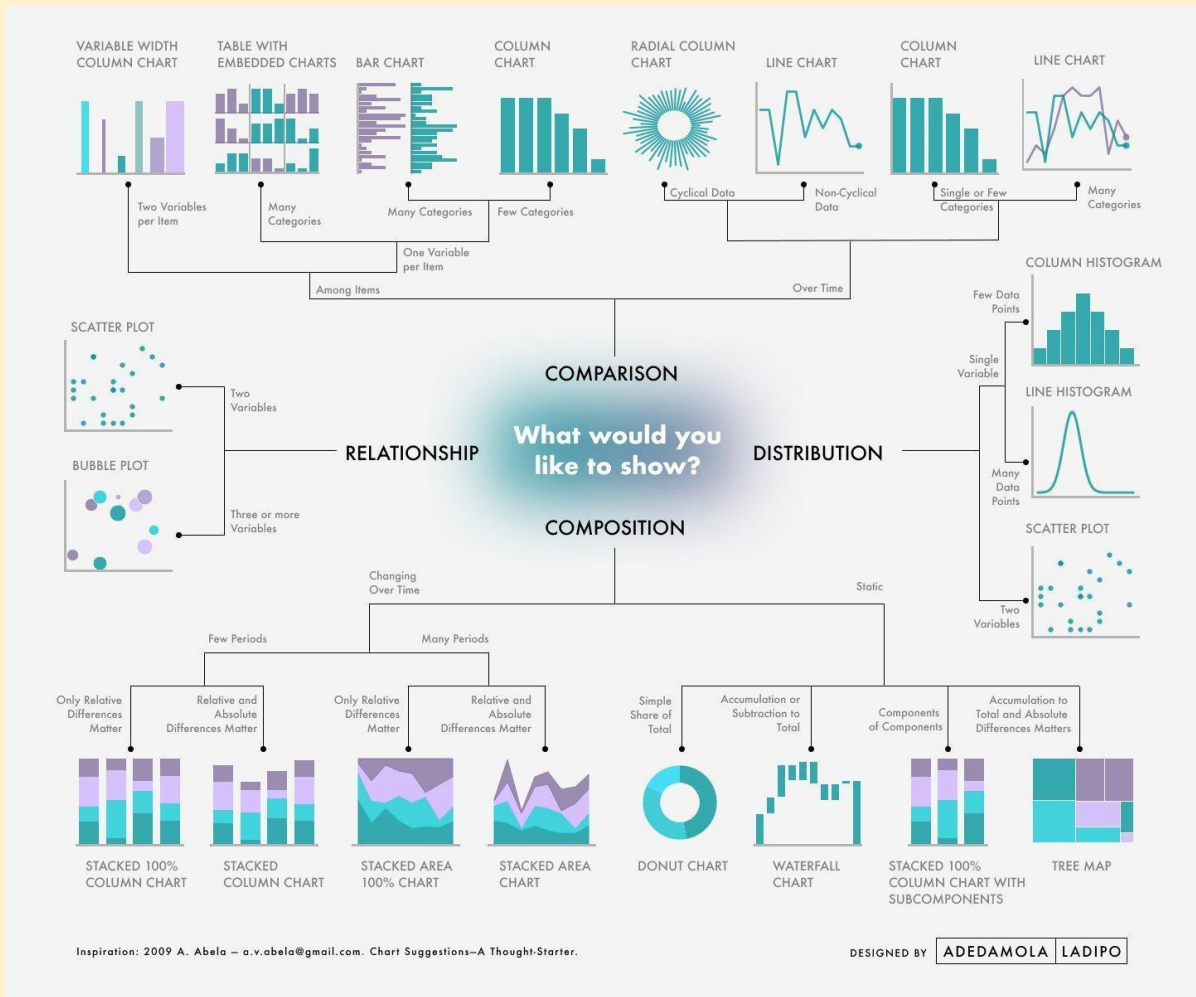 VARIABLE WIDTH
COLUMN CHART
TABLE WITH
EMBEDDED CHARTS
BAR CHART
COLUMN
CHART
RADIAL COLUMN
CHART
LINE CHART
COLUMN
CHART
LINE CHART
Two Variables
per Item
Many
Categories
Many Categories
Few Categories
Cyclical Data
Non-Cyclical
Data
Single or Few
Categories
Many
Categories
One Variable
per Item
Among Items
Over Time
COLUMN HISTOGRAM
Few Data
Points
Single
Variable
LINE HISTOGRAM
Many
Data
Points
SCATTER PLOT
Two
Variables
SCATTER PLOT
Two
Variables
BUBBLE PLOT
Three or more
Variables
COMPARISON
What would you
like to show?
RELATIONSHIP
DISTRIBUTION
COMPOSITION
Changing
Over Time
Static
Few Periods
Many Periods
Only Relative
Differences
Matter
Relative and
Absolute
Differences Matter
Only Relative
Differences
Matter
Relative and
Absolute
Differences Matter
Simple
Share of
Total
Accumulation or
Subtraction to
Total
Components
of Components
Accumulation to
Total and Absolute
Differences Matters
STACKED 100%
COLUMN CHART
STACKED
COLUMN CHART
STACKED AREA
100% CHART
STACKED AREA
CHART
DONUT CHART
WATERFALL
CHART
STACKED 100%
COLUMN CHART WITH
SUBCOMPONENTS
TREE MAP
Inspiration: 2009 A. Abela — a.v.abela@gmail.com. Chart Suggestions—A Thought-Starter.
DESIGNED BY ADEDAMOLA LADIPO